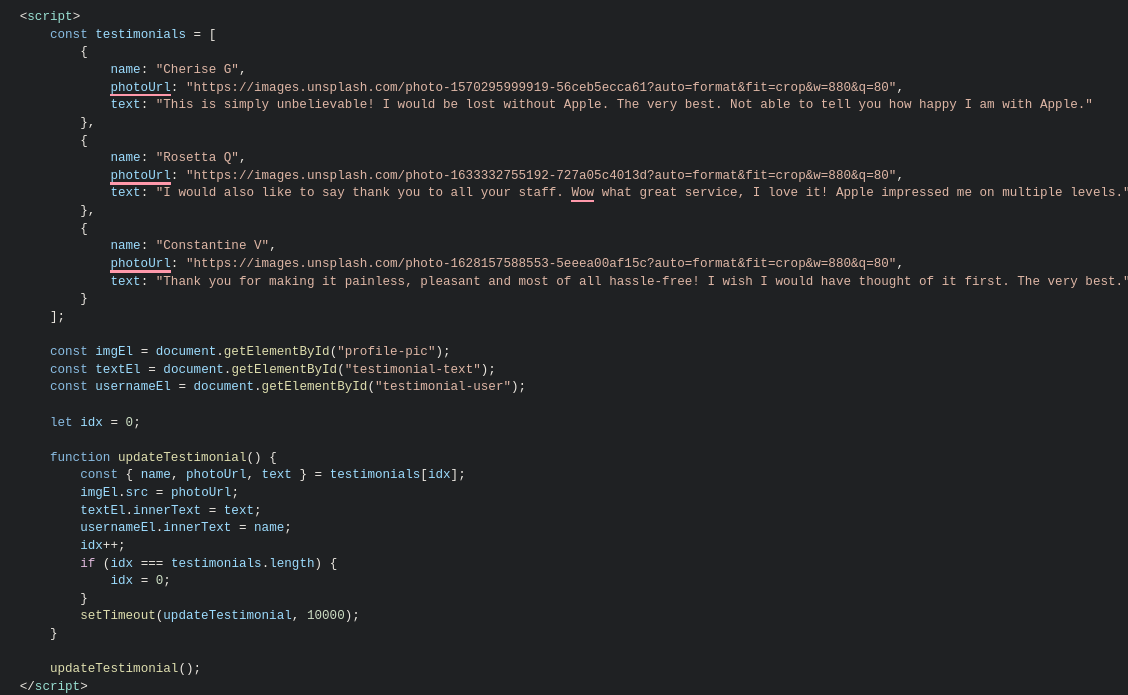 <script>
const testimonials = [
{
name: "Cherise G",
photoUrl: "https://images.unsplash.com/photo-1570295999919-56ceb5ecca61?auto=format&fit=crop&w=880&q=80",
text: "This is simply unbelievable! I would be lost without Apple. The very best. Not able to tell you how happy I am with Apple."
},
{
name: "Rosetta Q",
photoUrl: "https://images.unsplash.com/photo-1633332755192-727a05c4013d?auto=format&fit=crop&w=880&q=80",
text: "I would also like to say thank you to all your staff. Wow what great service, I love it! Apple impressed me on multiple levels."
},
{
name: "Constantine V",
photoUrl: "https://images.unsplash.com/photo-1628157588553-5eeea00af15c?auto=format&fit=crop&w=880&q=80",
text: "Thank you for making it painless, pleasant and most of all hassle-free! I wish I would have thought of it first. The very best."
}
];
const imgEl = document.getElementById("profile-pic");
const textEl = document.getElementById("testimonial-text");
const usernameEl = document.getElementById("testimonial-user");
let idx = 0;
function updateTestimonial() {
const { name, photoUrl, text } = testimonials[idx];
imgEl.src = photoUrl;
textEl.innerText = text;
usernameEl.innerText = name;
idx++;
if (idx === testimonials.length) {
idx = 0;
}
setTimeout(updateTestimonial, 10000);
}
updateTestimonial();
</script>